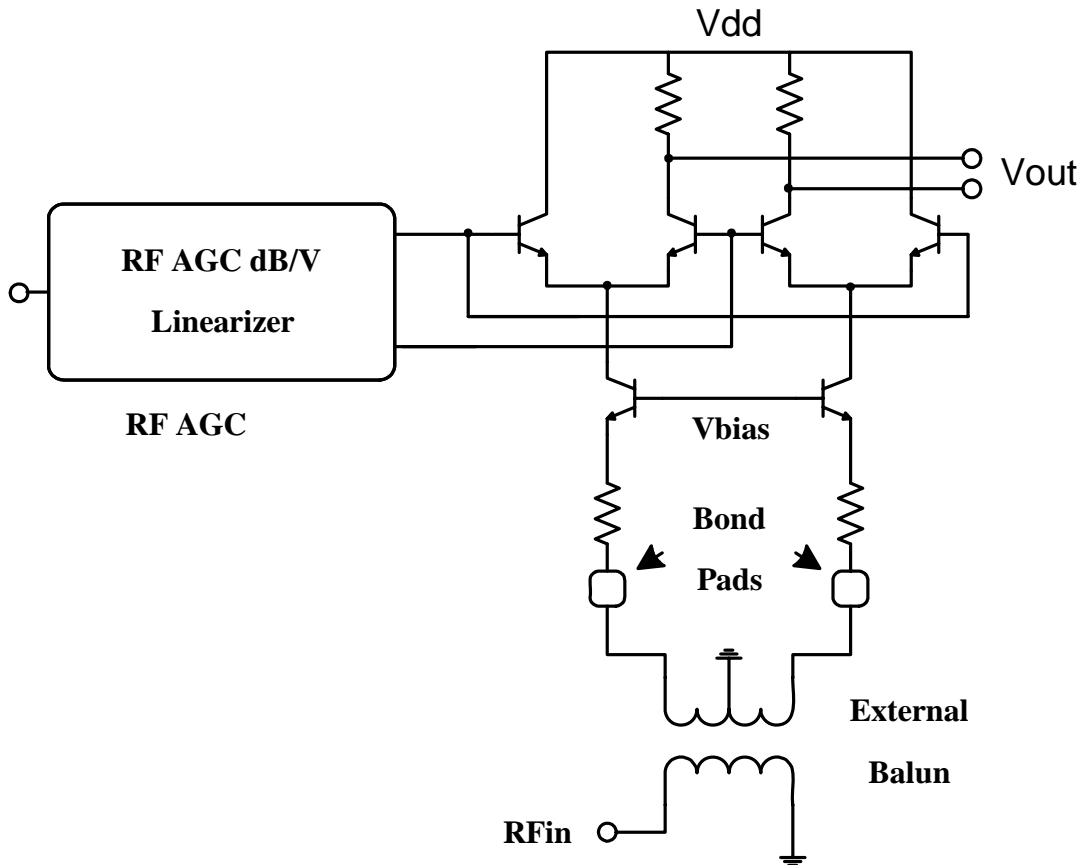 Vdd
Vout
RF AGC dB/V
Linearizer
RF AGC
Vbias
Bond
Pads
External
Balun
RFin